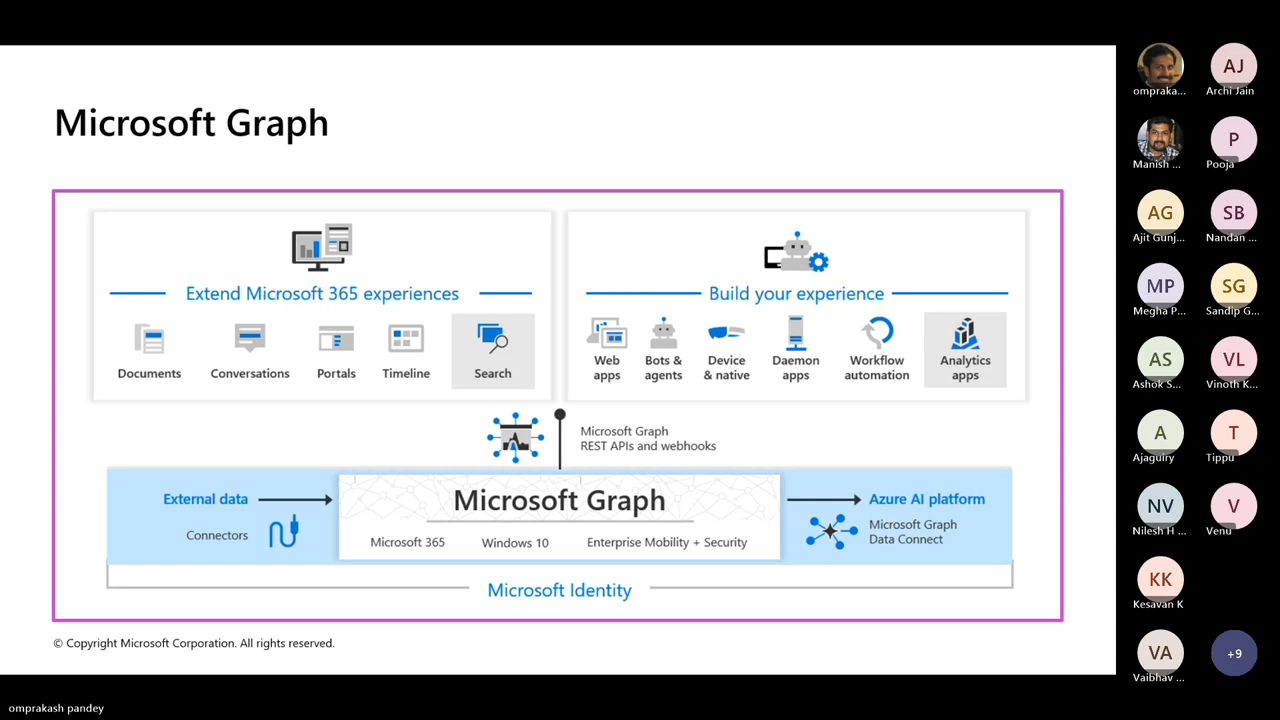 Microsoft Graph
Extend Microsoft 365 experiences
Documents
Conversations
Portals
Timeline
Search
Build your experience
Web
apps
Bots &
agents
Device
& native
Daemon
apps
Workflow
automation
Analytics
apps
Microsoft Graph
REST APIs and webhooks
External data
Connectors
Microsoft Graph
Microsoft 365
Windows 10
Enterprise Mobility + Security
Azure AI platform
Microsoft Graph
Data Connect
Microsoft Identity
© Copyright Microsoft Corporation. All rights reserved.
omprakash pandey
ompraka...
AJ
Archi Jain
Manish ...
P
Pooja
AG
Ajit Gunj...
SB
Nandan ...
MP
Megha P...
SG
Sandip G...
AS
Ashok S...
VL
Vinoth K...
A
Ajaguiry
T
Tippu
NV
Nilesh H ...
V
Venu
KK
Kesavan K
VA
Vaibhav ...
+9